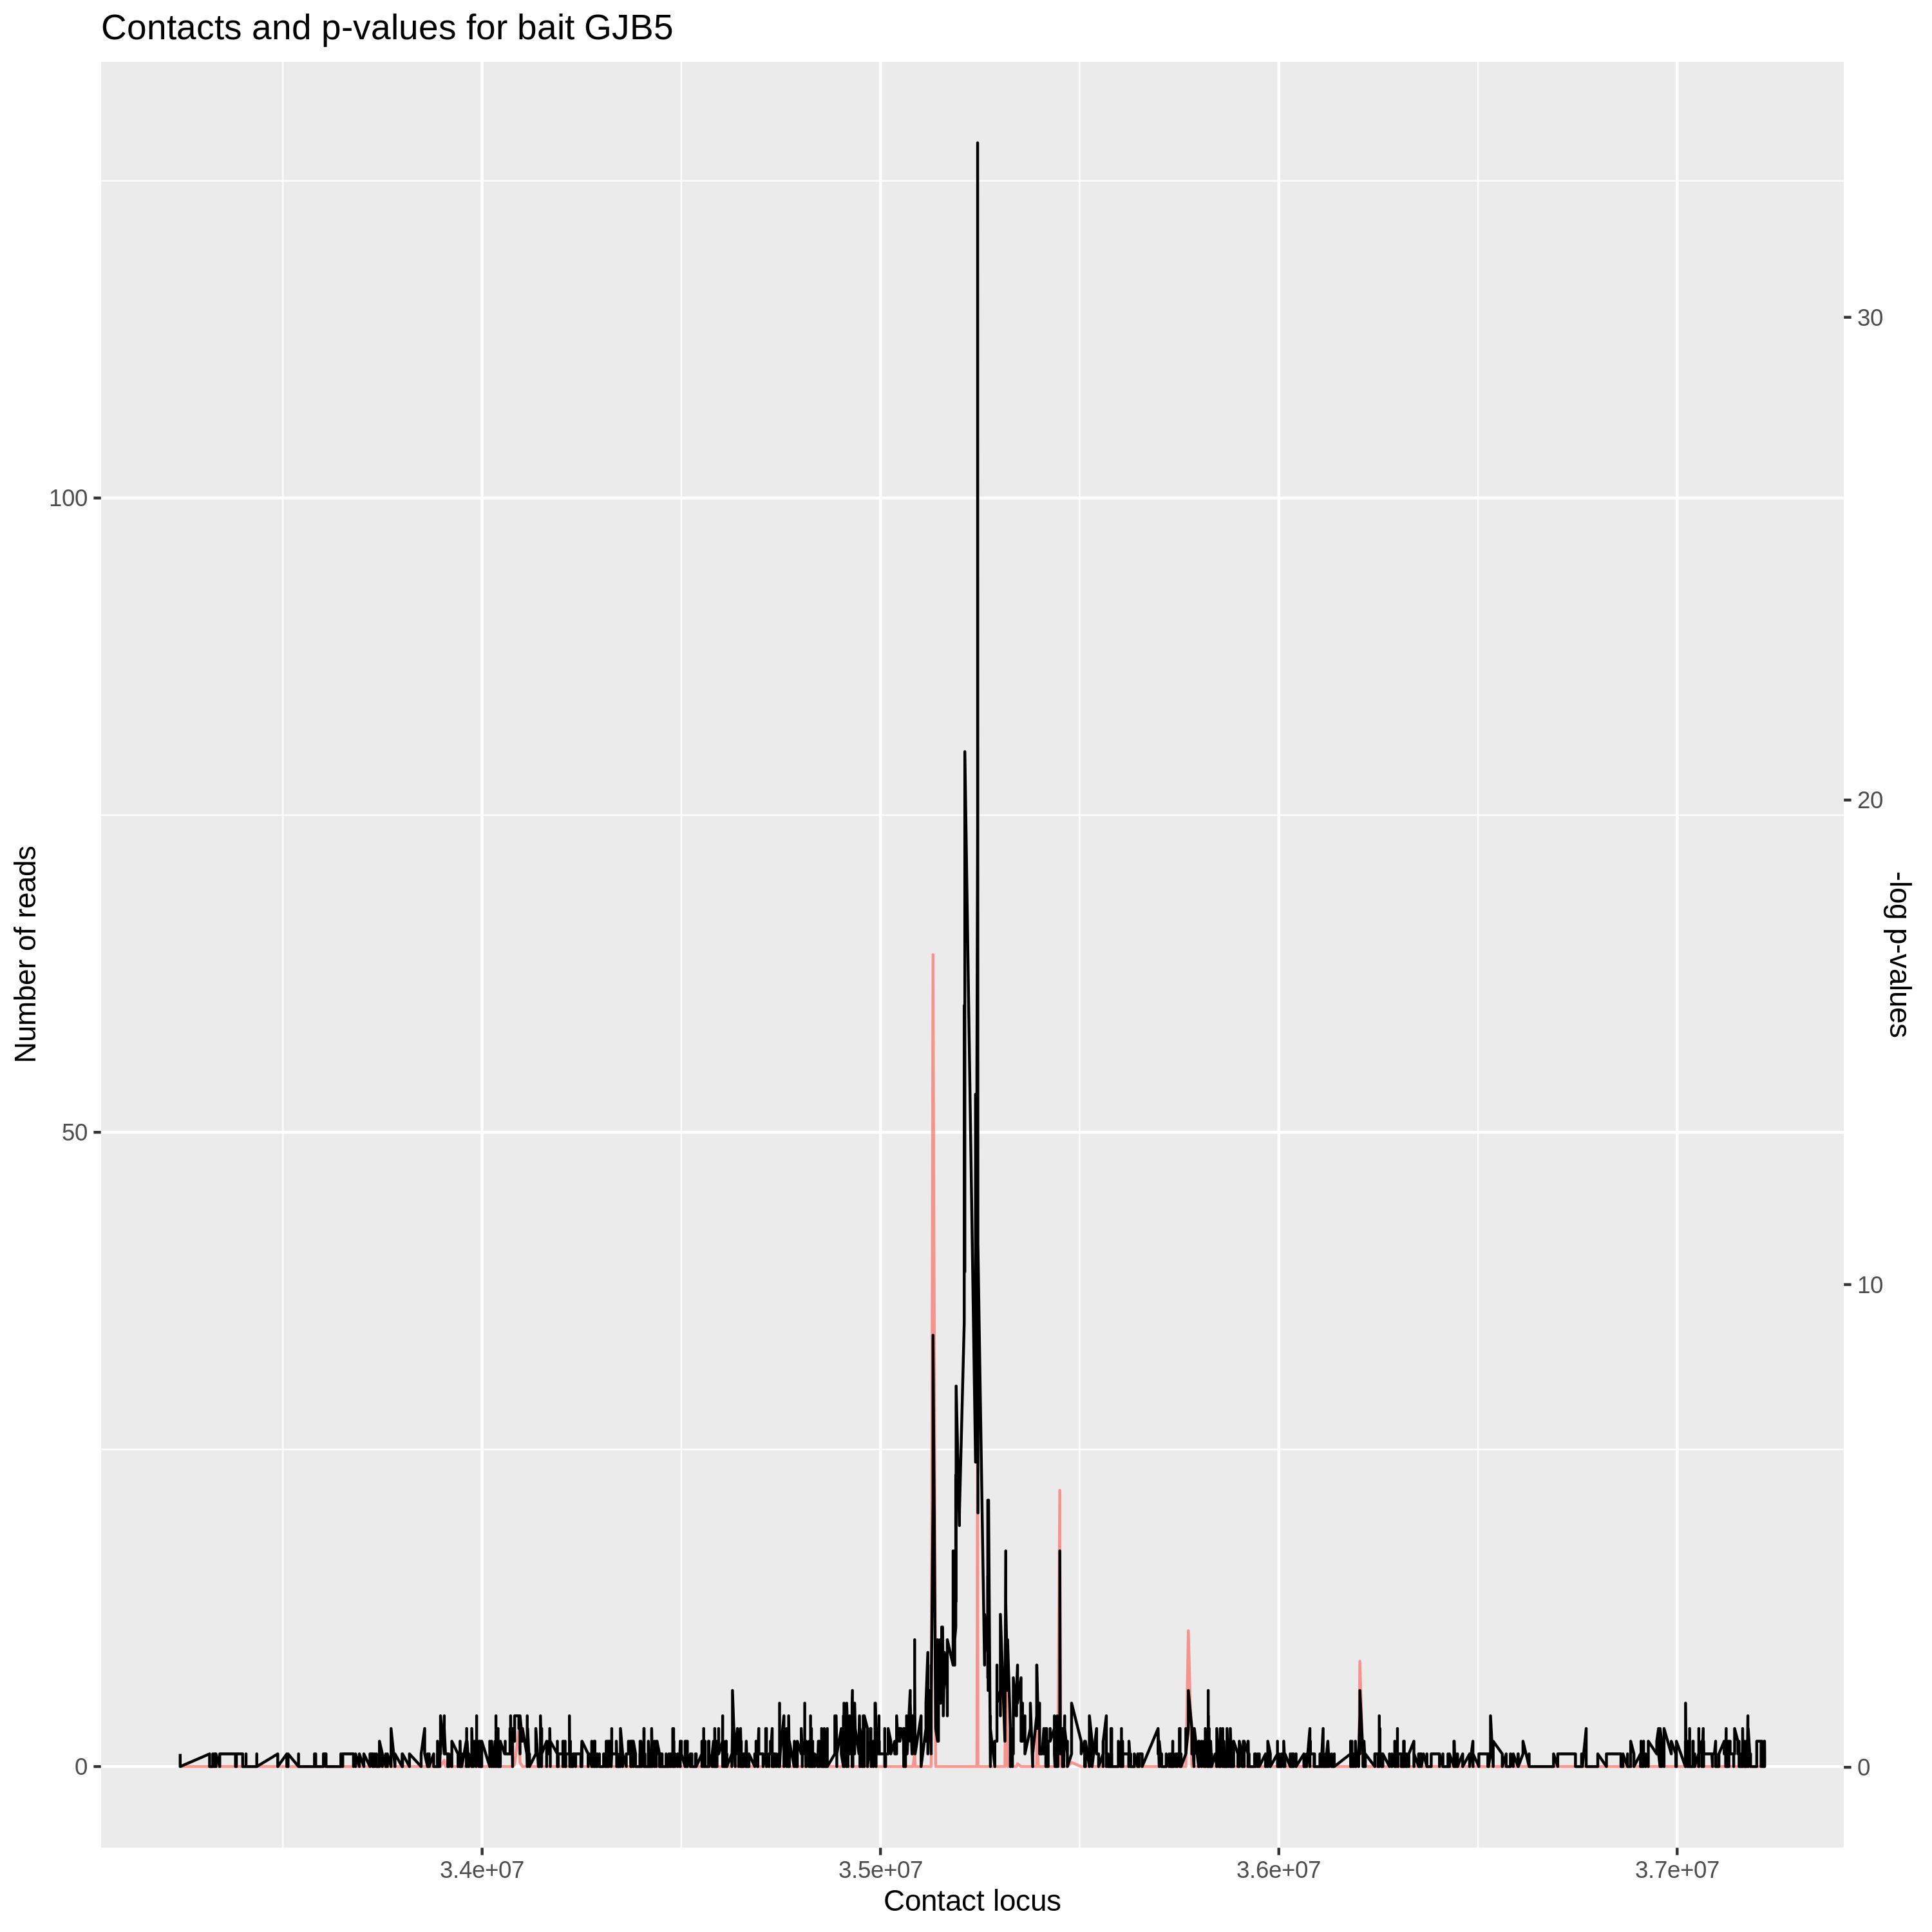 Contacts and p-values for bait GJB5
Number of reads
100
50
0
30
20
10
0
-log p-values
3.4e+07
3.5e+07
3.6e+07
3.7e+07
Contact locus